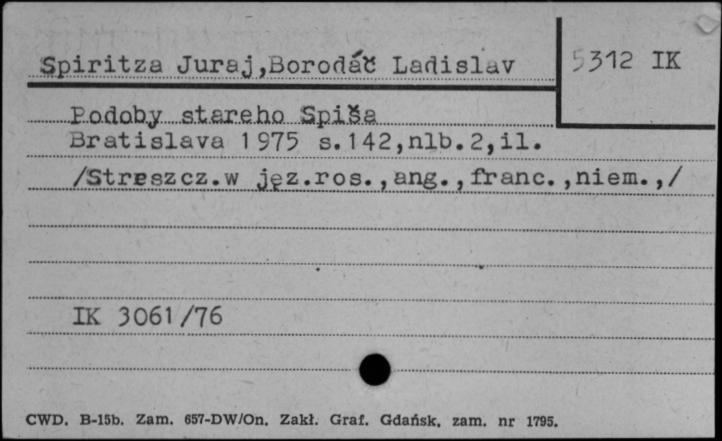 Spiritza Juraj,Borodáč Ladislav
5312 IK
Podoby stareho Spiša
Bratislava 1975 s.142,nlb.2,il.
/Streszcz.w jęz.ros.,ang.,franc.,niem.,/
IK 3061/76
CWD. B-15b. Zam. 657-DW/On. Zakł. Graf. Gdańsk, zam. nr 1795.